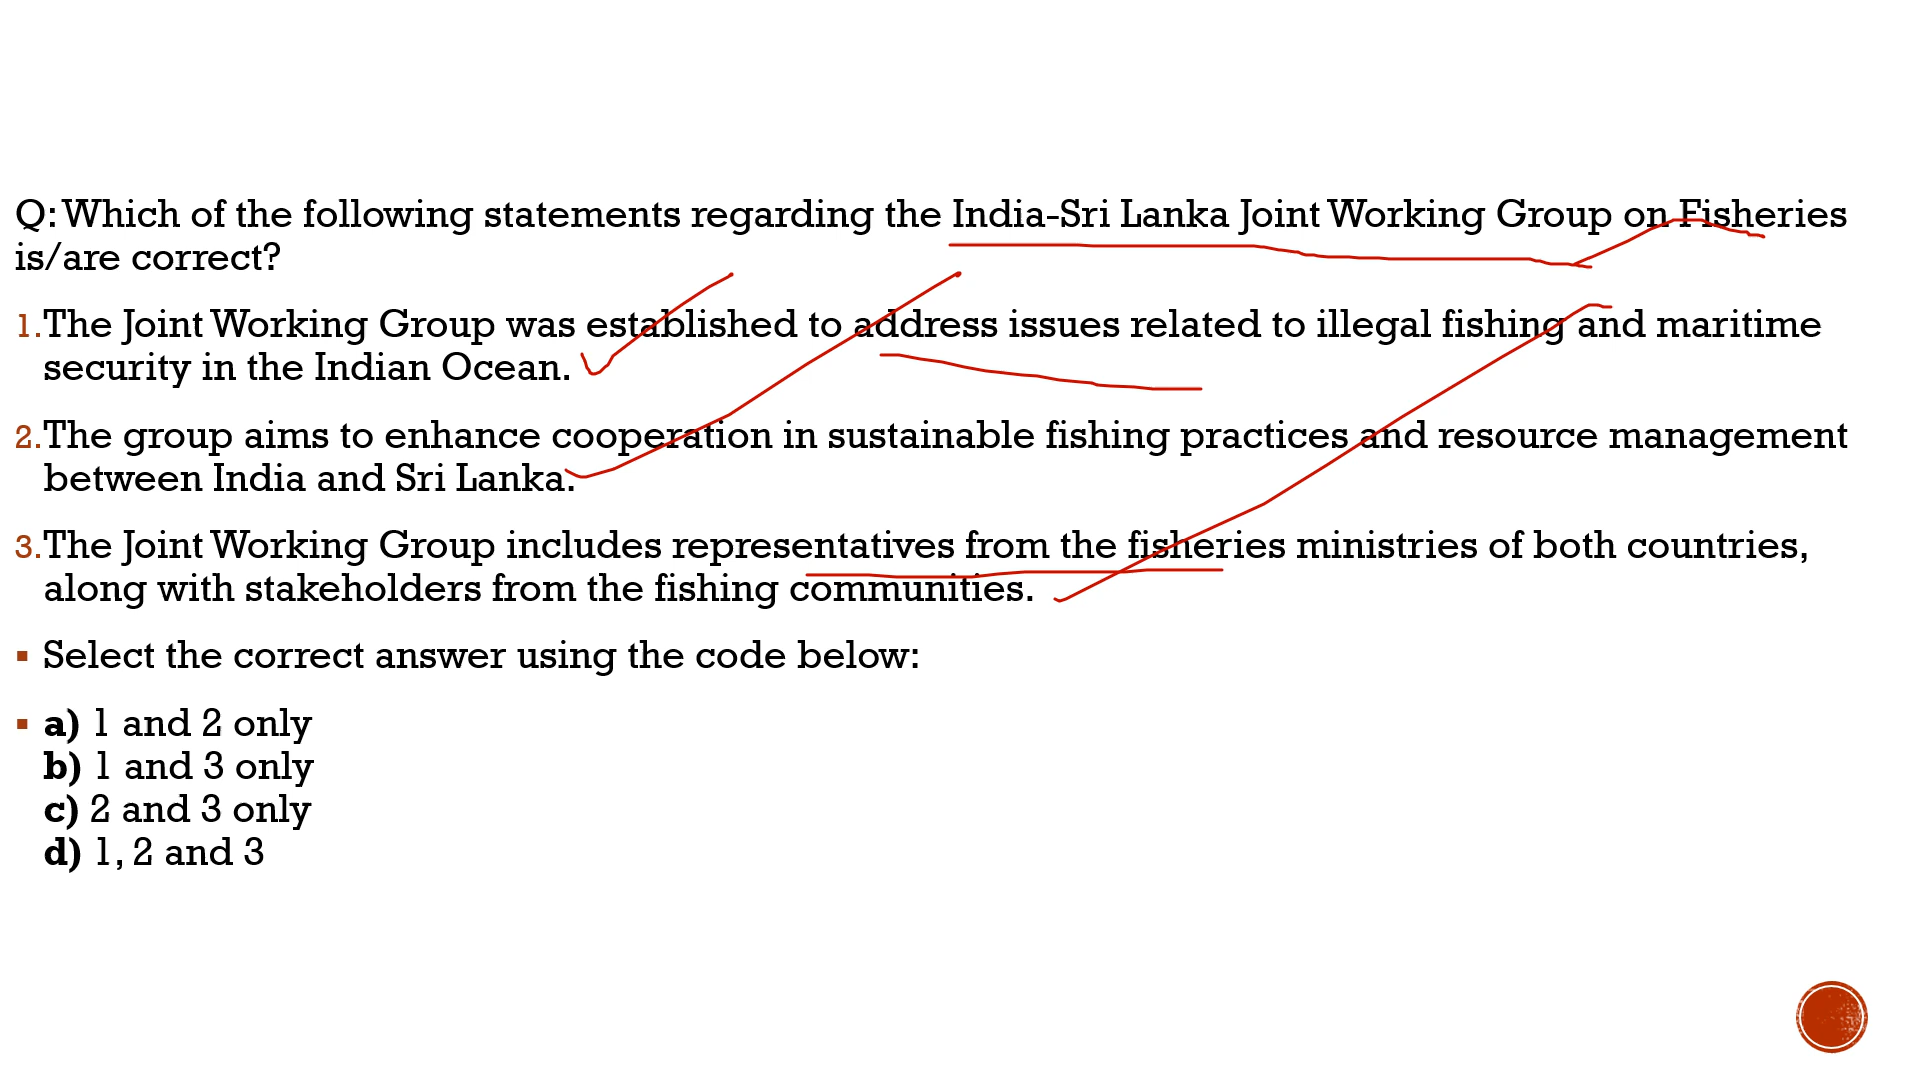 Q: Which of the following statements regarding the India-Sri Lanka Joint Working Group on Fisheries
is/are correct?
1. The Joint Working Group was established to address issues related to illegal fishing and maritime
security in the Indian Ocean.
2. The group aims to enhance cooperation in sustainable fishing practices and resource management
between India and Sri Lanka.
3. The Joint Working Group includes representatives from the fisheries ministries of both countries,
along with stakeholders from the fishing communities.
▪ Select the correct answer using the code below:
▪ a) 1 and 2 only
b) 1 and 3 only
c) 2 and 3 only
d) 1, 2 and 3